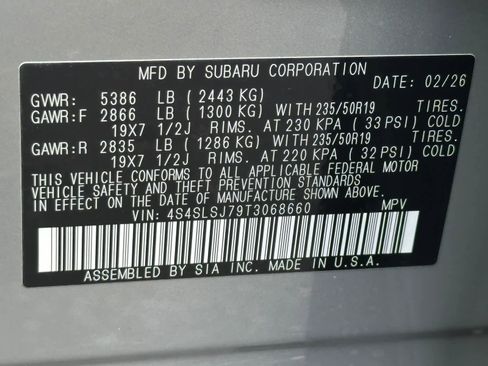 MFD BY SUBARU CORPORATION
DATE: 02/26
GVWR: 5386 LB (2443 KG)
GAWR:F 2866 LB (1300 KG) WITH 235/50R19 TIRES.
19X7 1/2J RIMS. AT 230 KPA (33 PSI) COLD
GAWR:R 2835 LB (1286 KG) WITH 235/50R19 TIRES.
19X7 1/2J RIMS. AT 220 KPA (32 PSI) COLD
THIS VEHICLE CONFORMS TO ALL APPLICABLE FEDERAL MOTOR
VEHICLE SAFETY AND THEFT PREVENTION STANDARDS
IN EFFECT ON THE DATE OF MANUFACTURE SHOWN ABOVE.
VIN: 4S4SLSJ79T3068660 MPV
ASSEMBLED BY SIA INC. MADE IN U.S.A.